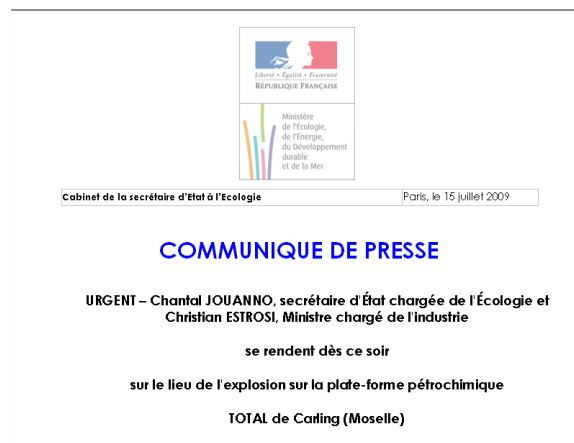 Liberté • Égalité • Fraternité
RÉPUBLIQUE FRANÇAISE
Ministère
de l'Écologie,
de l'Énergie,
du Développement
durable
et de la Mer
Cabinet de la secrétaire d'Etat à l'Ecologie
Paris, le 15 juillet 2009
COMMUNIQUE DE PRESSE
URGENT – Chantal JOUANNO, secrétaire d'État chargée de l'Écologie et
Christian ESTROSI, Ministre chargé de l'industrie
se rendent dès ce soir
sur le lieu de l'explosion sur la plate-forme pétrochimique
TOTAL de Carling (Moselle)